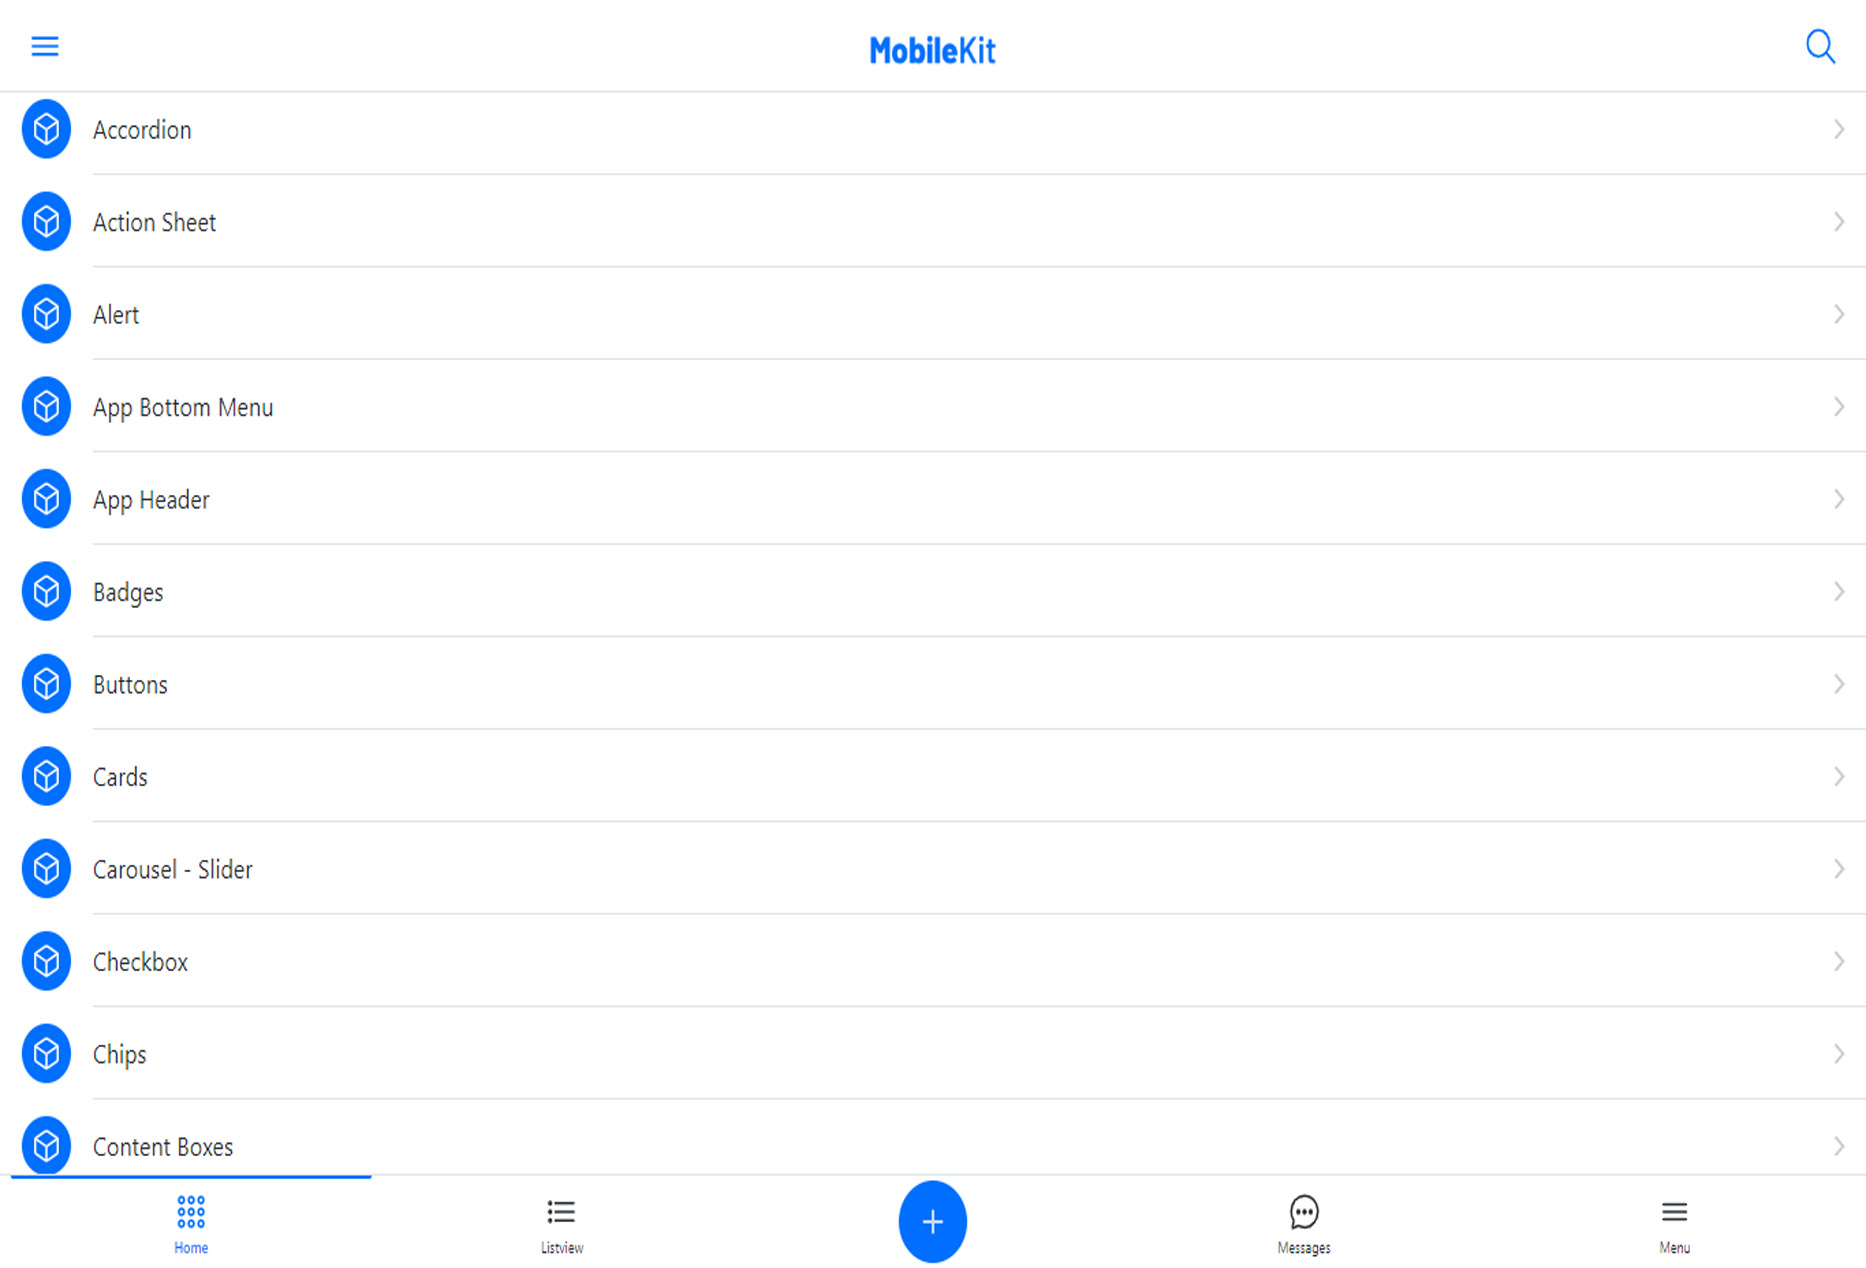 MobileKit
Accordion
Action Sheet
Alert
App Bottom Menu
App Header
Badges
Buttons
Cards
Carousel - Slider
Checkbox
Chips
Content Boxes
Home
Listview
Messages
Menu